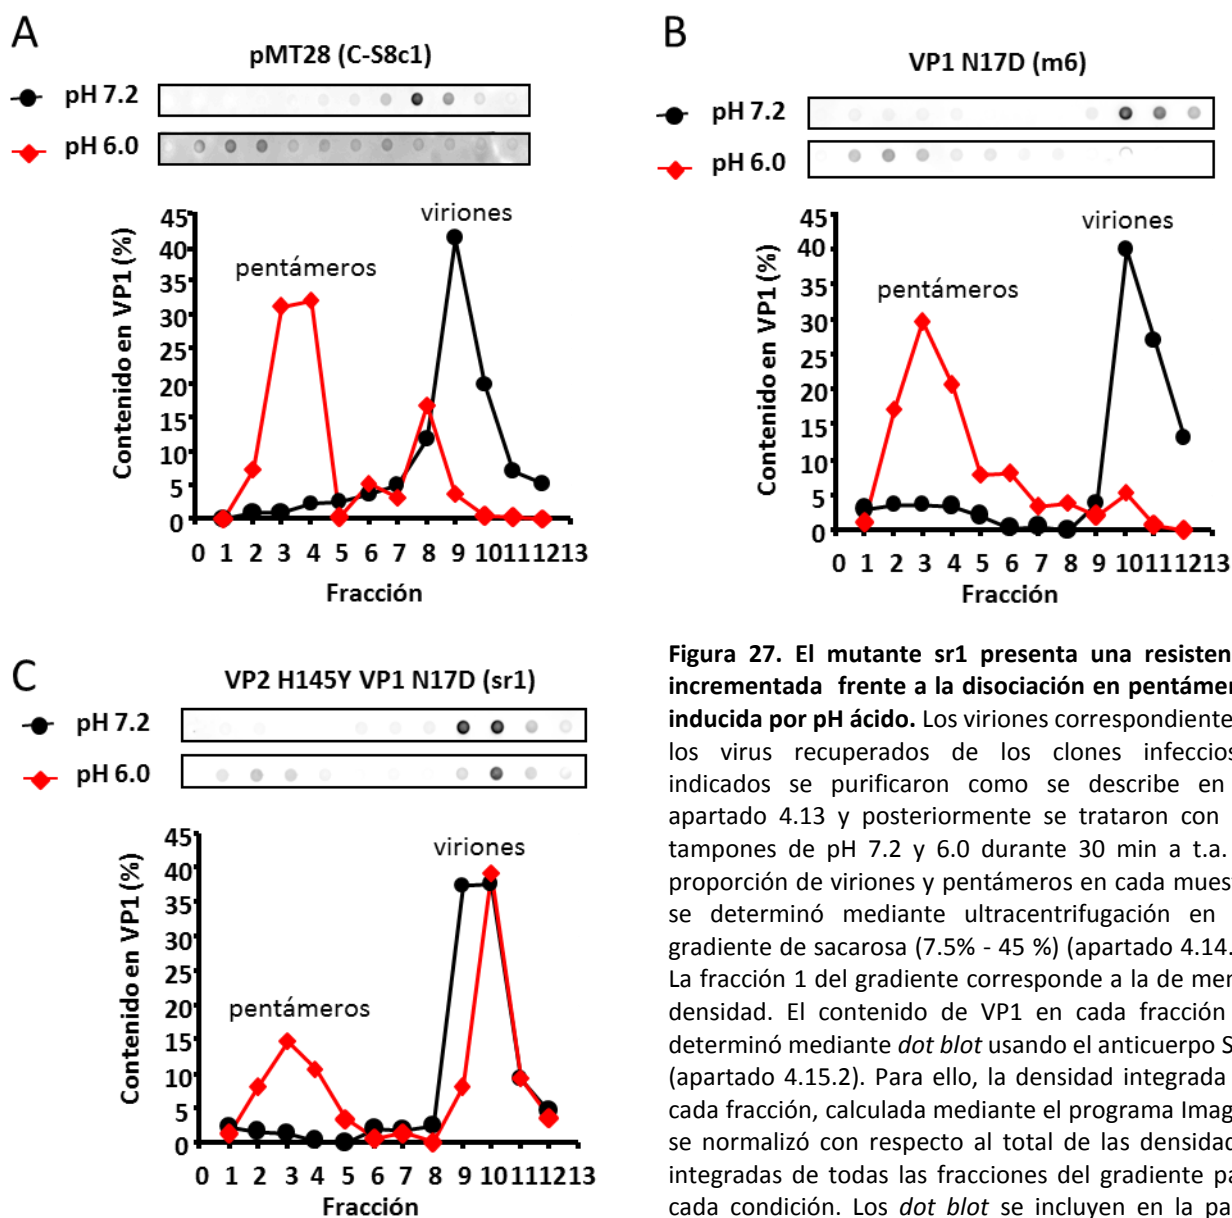 A
pMT28 (C-S8c1)
pH 7.2
pH 6.0
Contenido en VP1 (%)
45
40
35
30
25
20
15
10
5
0
pentámeros
viriones
0 1 2 3 4 5 6 7 8 9 10 11 12 13
Fracción
B
VP1 N17D (m6)
pH 7.2
pH 6.0
Contenido en VP1 (%)
45
40
35
30
25
20
15
10
5
0
pentámeros
viriones
0 1 2 3 4 5 6 7 8 9 10 11 12 13
Fracción
C
VP2 H145Y VP1 N17D (sr1)
pH 7.2
pH 6.0
Contenido en VP1 (%)
45
40
35
30
25
20
15
10
5
0
pentámeros
viriones
0 1 2 3 4 5 6 7 8 9 10 11 12 13
Fracción
Figura 27. El mutante sr1 presenta una resisten
incrementada frente a la disociación en pentámer
inducida por pH ácido. Los viriones correspondiente
los virus recuperados de los clones infeccios
indicados se purificaron como se describe en
apartado 4.13 y posteriormente se trataron con
tampones de pH 7.2 y 6.0 durante 30 min a t.a.
proporción de viriones y pentámeros en cada mues
se determinó mediante ultracentrifugación en
gradiente de sacarosa (7.5% - 45 %) (apartado 4.14.
La fracción 1 del gradiente corresponde a la de mer
densidad. El contenido de VP1 en cada fracción
determinó mediante dot blot usando el anticuerpo S
(apartado 4.15.2). Para ello, la densidad integrada
cada fracción, calculada mediante el programa Imag
se normalizó con respecto al total de las densidad
integradas de todas las fracciones del gradiente pa
cada condición. Los dot blot se incluyen en la pa